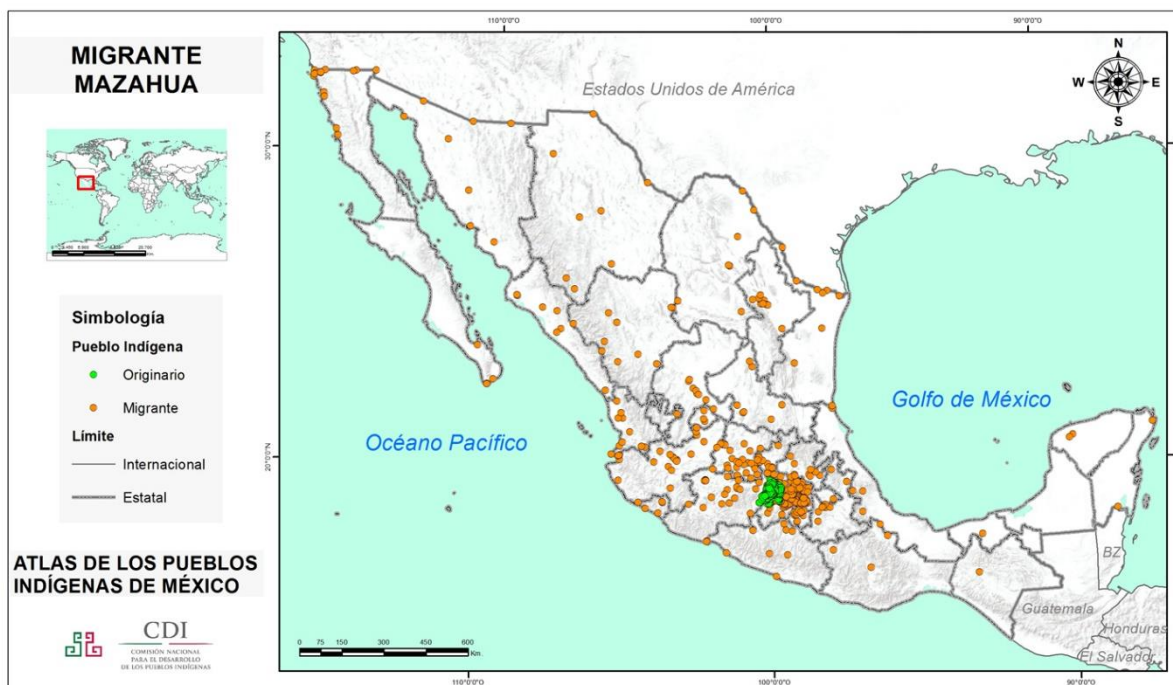 MIGRANTE
MAZAHUA
Simbología
Pueblo Indígena
Originario
Migrante
Límite
Internacional
Estatal
ATLAS DE LOS PUEBLOS
INDÍGENAS DE MÉXICO
CDI
COMISIÓN NACIONAL
PARA EL DESARROLLO
DE LOS PUEBLOS INDÍGENAS
110°0'0"O
100°0'0"O
90°0'0"O
N
W
E
S
Estados Unidos de América
30°0'0"N
Golfo de México
Océano Pacífico
20°0'0"N
BZ
Guatemala
Honduras
El Salvador
0 75 150 300 450 600
Km.
110°0'0"O
100°0'0"O
90°0'0"O